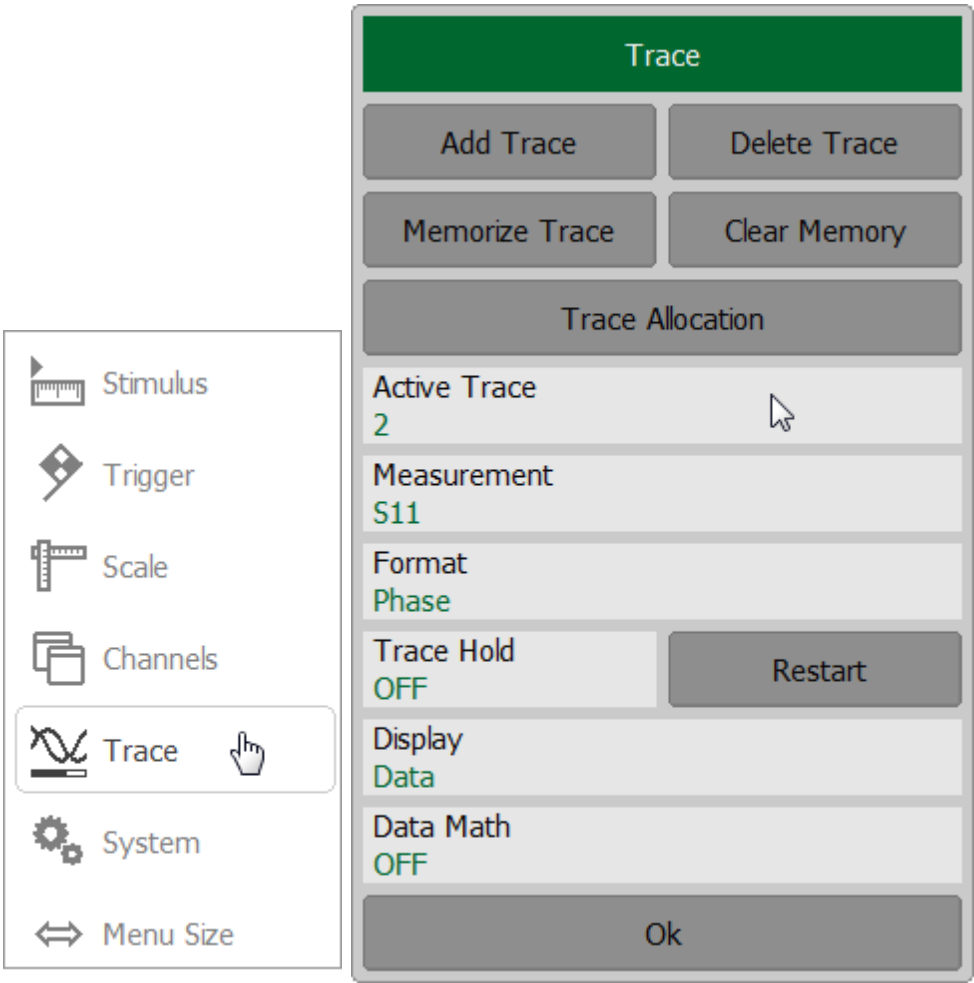 Stimulus
Trigger
Scale
Channels
Trace
System
Menu Size
Trace
Add Trace
Delete Trace
Memorize Trace
Clear Memory
Trace Allocation
Active Trace
2
Measurement
S11
Format
Phase
Trace Hold
OFF
Restart
Display
Data
Data Math
OFF
Ok